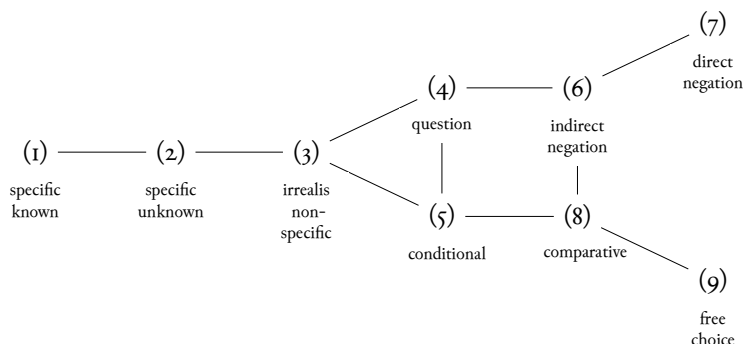 (1)
specific
known
(2)
specific
unknown
(3)
irrealis
non-
specific
(4)
question
(5)
conditional
(6)
indirect
negation
(8)
comparative
(7)
direct
negation
(9)
free
choice